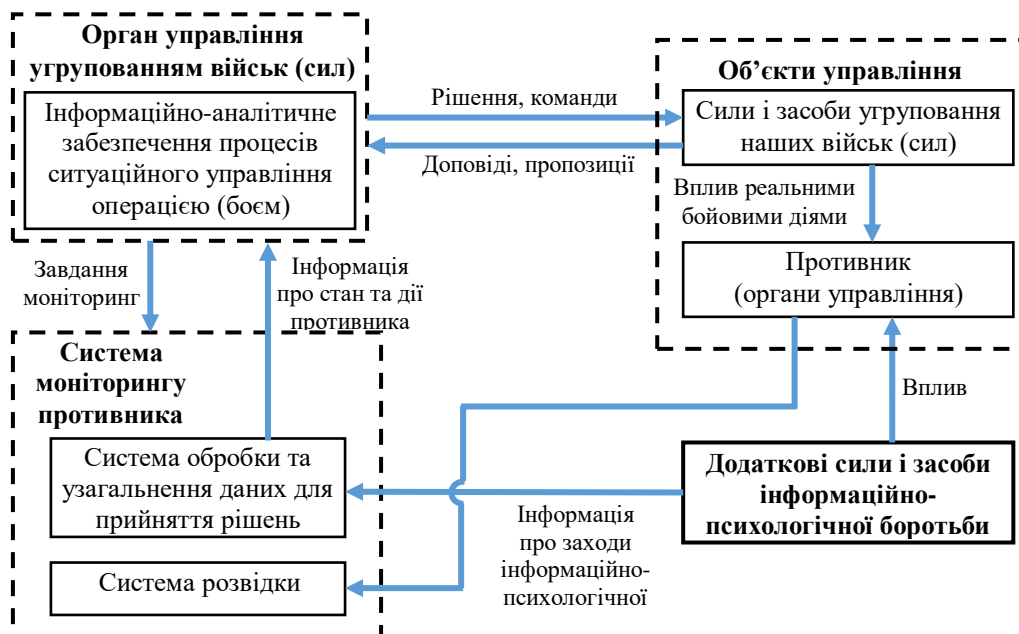 Орган управління
угрупованням військ (сил)
Інформаційно-аналітичне
забезпечення процесів
ситуаційного управління
операцією (боєм)
Рішення, команди
Доповіді, пропозиції
Об’єкти управління
Сили і засоби угруповання
наших військ (сил)
Вплив реальними
бойовими діями
Противник
(органи управління)
Завдання
моніторинг
Інформація
про стан та дії
противника
Система
моніторингу
противника
Система обробки та
узагальнення даних для
прийняття рішень
Система розвідки
Вплив
Додаткові сили і засоби
інформаційно-
психологічної боротьби
Інформація
про заходи
інформаційно-
психологічної